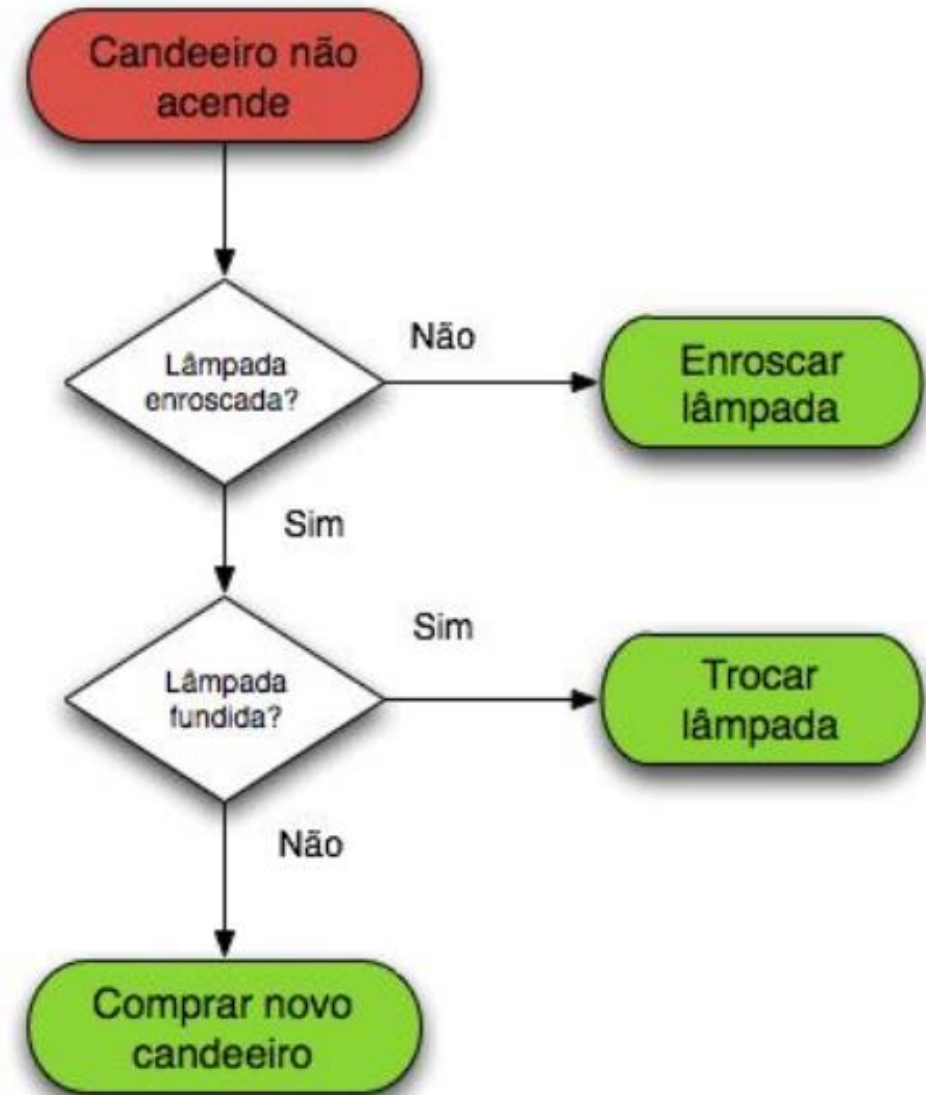 Candeeiro não
acende
Lâmpada
enroscada?
Não
Enroscar
lâmpada
Sim
Lâmpada
fundida?
Sim
Trocar
lâmpada
Não
Comprar novo
candeeiro